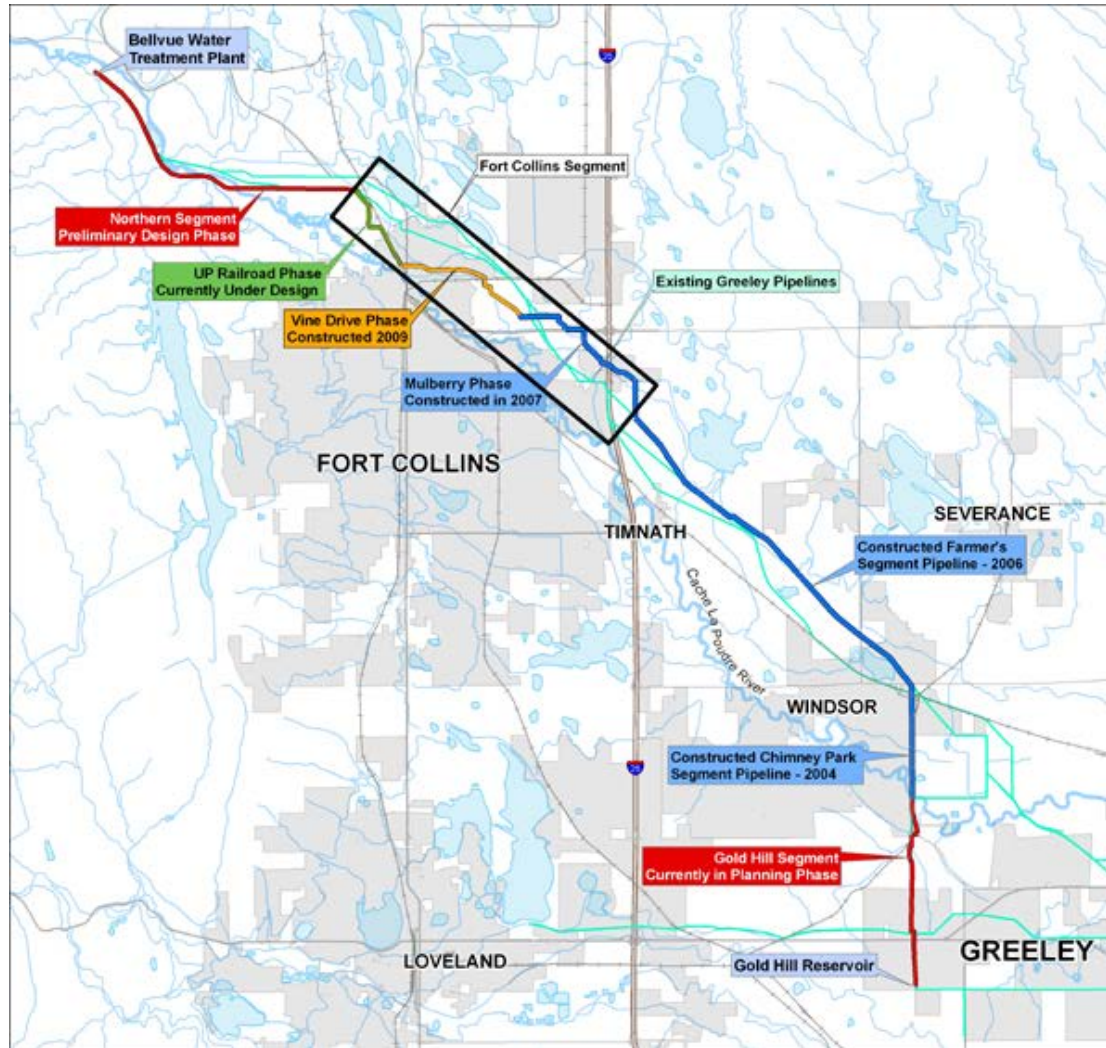 Bellvue Water
Treatment Plant
25
Fort Collins Segment
Northern Segment
Preliminary Design Phase
UP Railroad Phase
Currently Under Design
Existing Greeley Pipelines
Vine Drive Phase
Constructed 2009
Mulberry Phase
Constructed in 2007
FORT COLLINS
SEVERANCE
TIMNATH
Constructed Farmer's
Segment Pipeline - 2006
Cache La Poudre River
WINDSOR
Constructed Chimney Park
Segment Pipeline - 2004
25
Gold Hill Segment
Currently in Planning Phase
GREELEY
LOVELAND
Gold Hill Reservoir